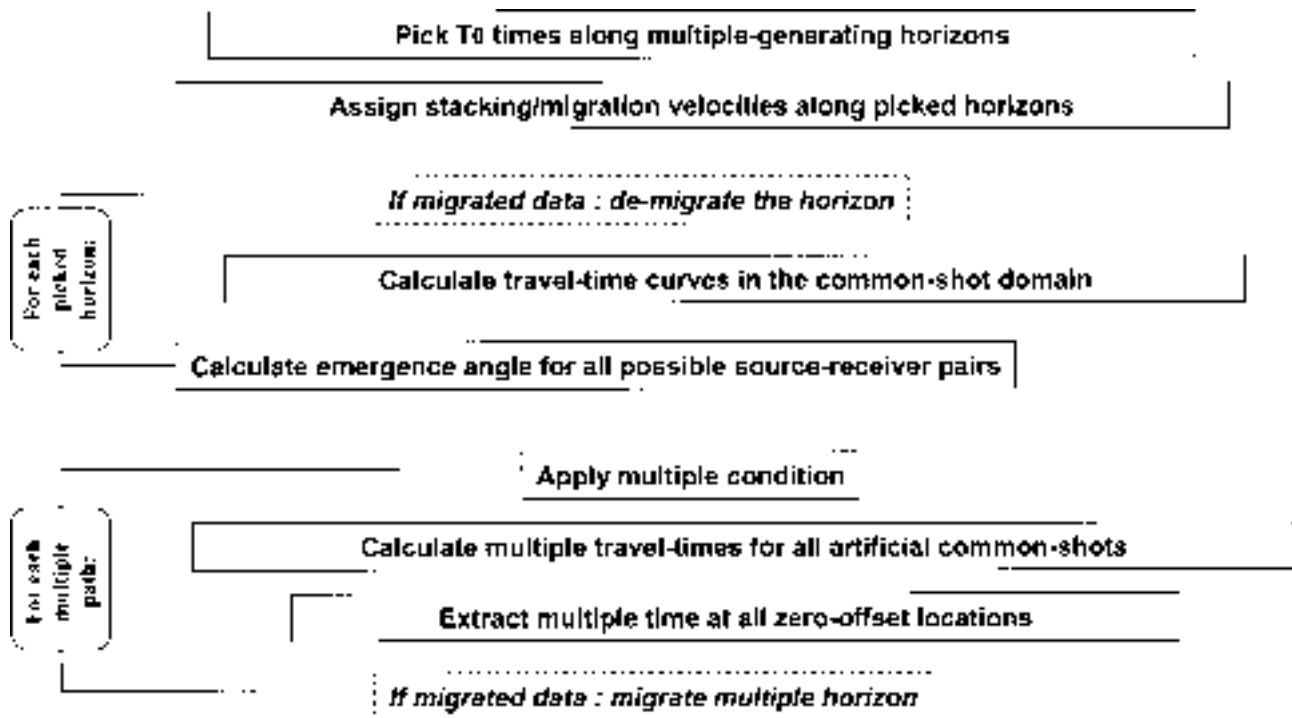 Pick T0 times along multiple-generating horizons
Assign stacking/migration velocities along picked horizons
If migrated data : de-migrate the horizon
For each
picked
horizon:
Calculate travel-time curves in the common-shot domain
Calculate emergence angle for all possible source-receiver pairs
Apply multiple condition
For each
multiple
path:
Calculate multiple travel-times for all artificial common-shots
Extract multiple time at all zero-offset locations
If migrated data : migrate multiple horizon